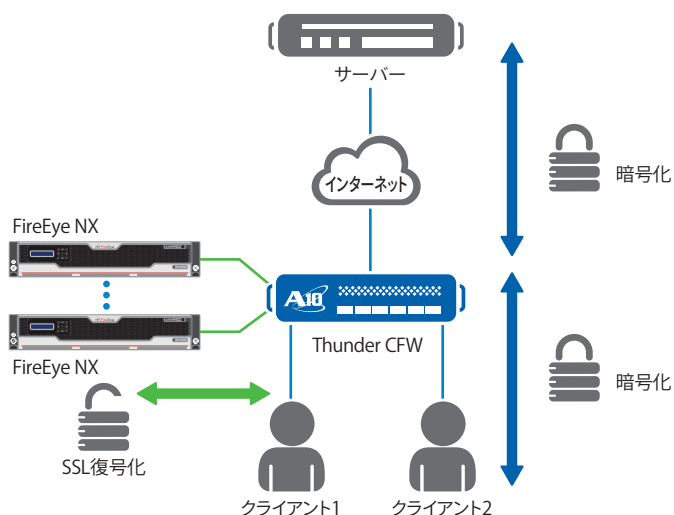 サーバー
インターネット
暗号化
FireEye NX
A10
Thunder CFW
FireEye NX
暗号化
SSL復号化
クライアント1
クライアント2